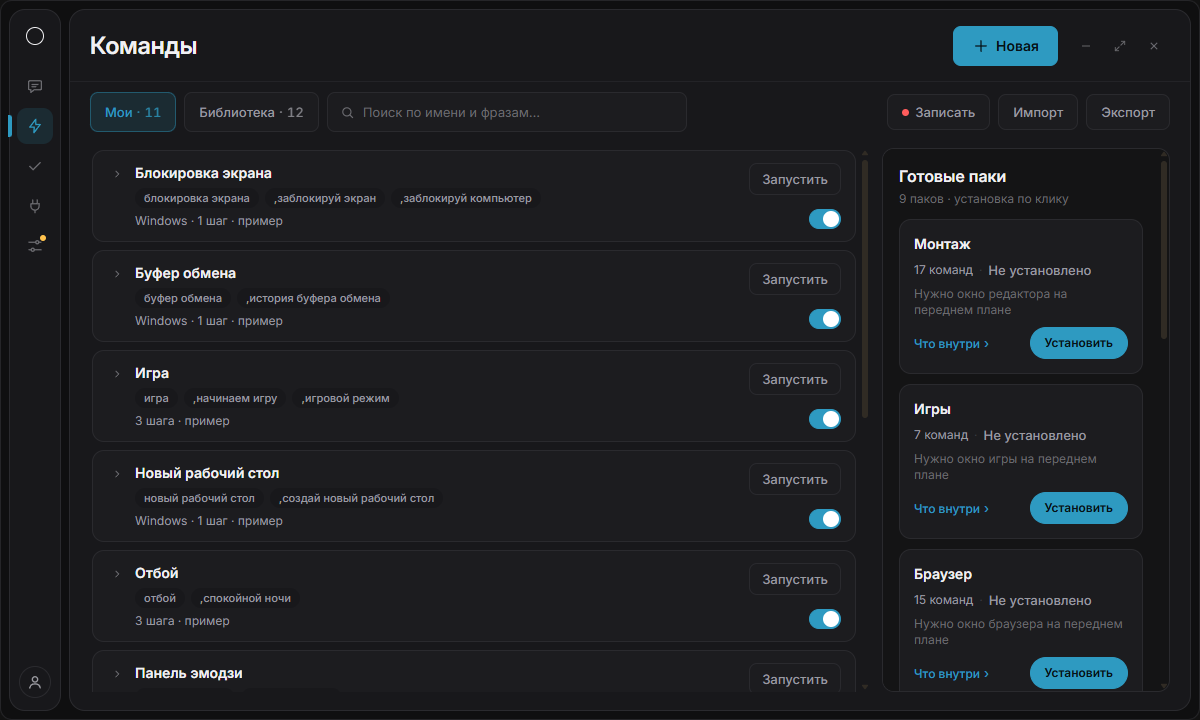 Команды
+ Новая
Мои · 11
Библиотека · 12
Поиск по имени и фразам...
Записать
Импорт
Экспорт
Блокировка экрана
Запустить
блокировка экрана ,заблокируй экран ,заблокируй компьютер
Windows · 1 шаг · пример
Буфер обмена
Запустить
буфер обмена ,история буфера обмена
Windows · 1 шаг · пример
Игра
Запустить
игра ,начинаем игру ,игровой режим
3 шага · пример
Новый рабочий стол
Запустить
новый рабочий стол ,создай новый рабочий стол
Windows · 1 шаг · пример
Отбой
Запустить
отбой ,спокойной ночи
3 шага · пример
Панель эмодзи
Запустить
Готовые паки
9 паков · установка по клику
Монтаж
17 команд · Не установлено
Нужно окно редактора на
переднем плане
Что внутри ›
Установить
Игры
7 команд · Не установлено
Нужно окно игры на переднем
плане
Что внутри ›
Установить
Браузер
15 команд · Не установлено
Нужно окно браузера на переднем
плане
Что внутри ›
Установить